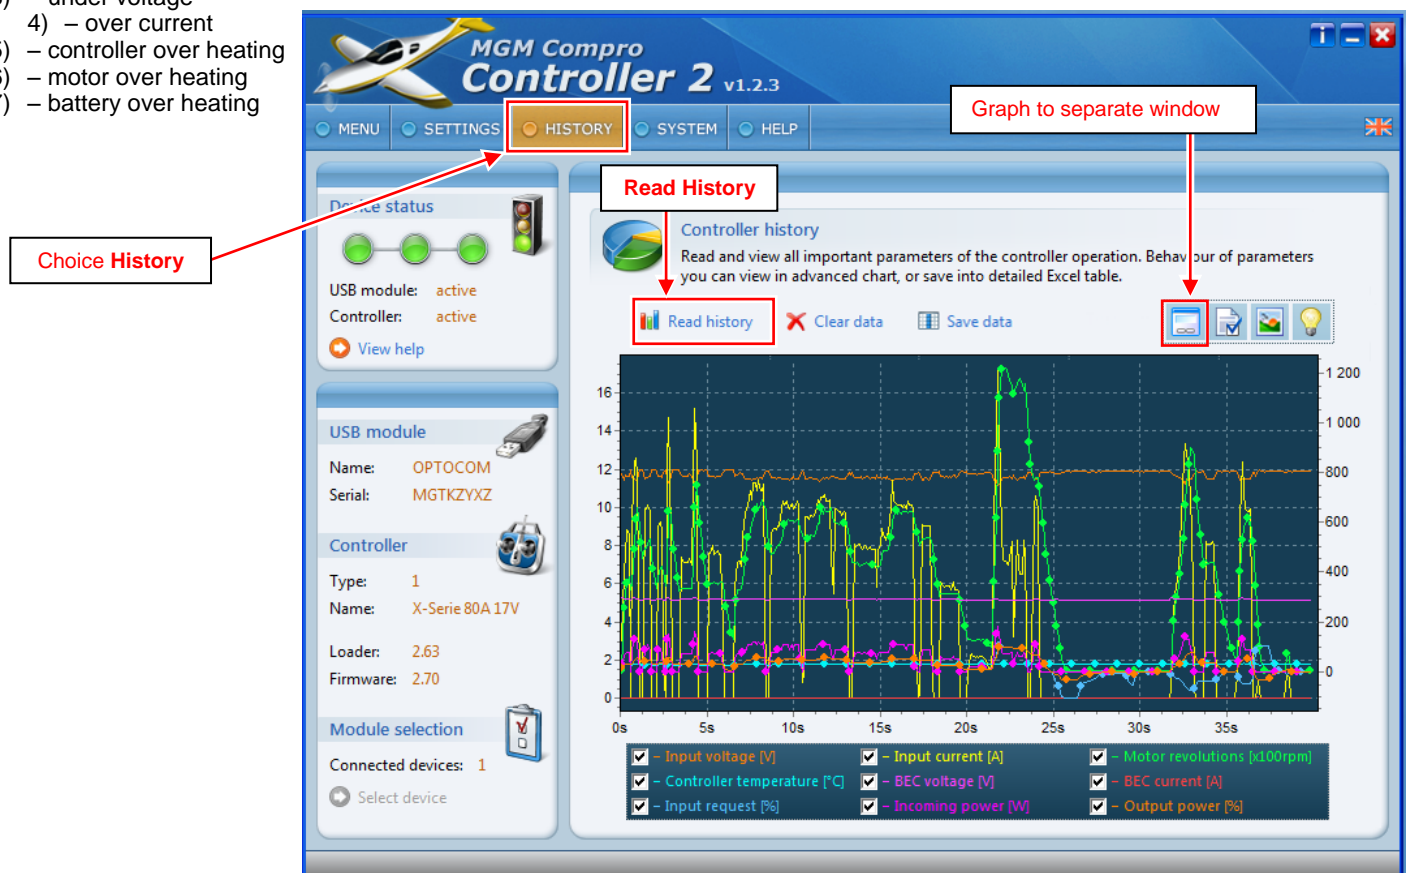 – under voltage
4) – over current
– controller over heating
– motor over heating
– battery over heating
MGM Compro
Controller 2 v1.2.3
Graph to separate window
MENU SETTINGS HISTORY SYSTEM HELP
Choice History
Read History
Device status
USB module: active
Controller: active
View help
USB module
Name: OPTOCOM
Serial: MGTKZYXZ
Controller
Type: 1
Name: X-Serie 80A 17V
Loader: 2.63
Firmware: 2.70
Module selection
Connected devices: 1
Select device
Controller history
Read and view all important parameters of the controller operation. Behaviour of parameters
you can view in advanced chart, or save into detailed Excel table.
Read history Clear data Save data
16
14
12
10
8
6
4
2
0
1 200
1 000
800
600
400
200
0
0s 5s 10s 15s 20s 25s 30s 35s
– Input voltage [V] – Input current [A] – Motor revolutions [x100rpm]
– Controller temperature [°C] – BEC voltage [V] – BEC current [A]
– Input request [%] – Incoming power [W] – Output power [%]